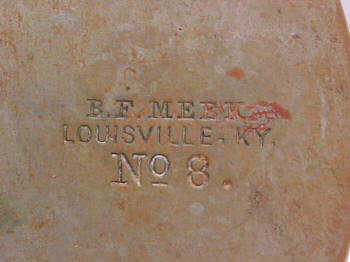 B.F. MEEK
LOUISVILLE, KY.
No 8.